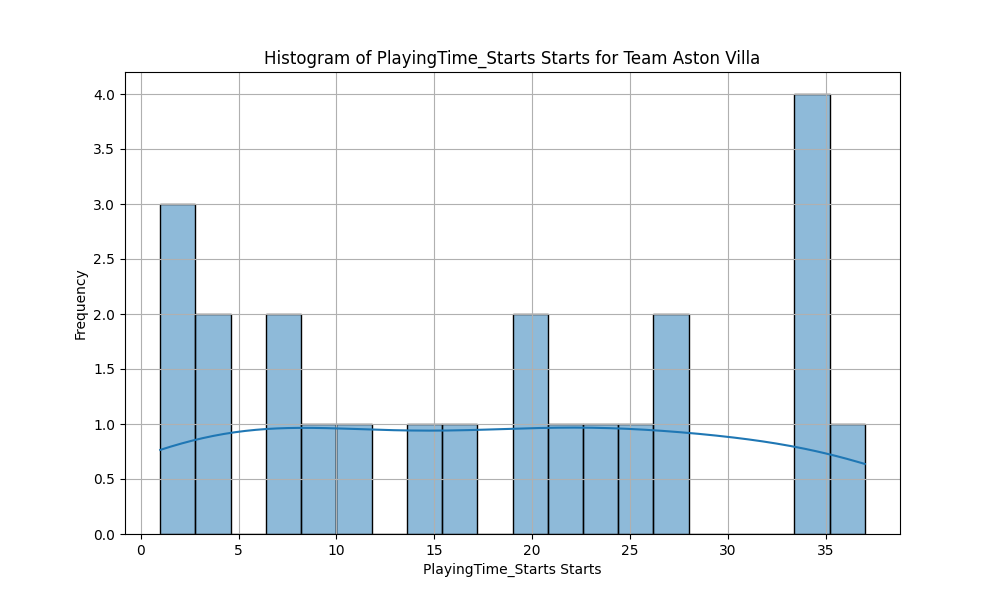 Histogram of PlayingTime_Starts Starts for Team Aston Villa
4.0
3.5
3.0
2.5
2.0
1.5
1.0
0.5
0.0
Frequency
0 5 10 15 20 25 30 35
PlayingTime_Starts Starts